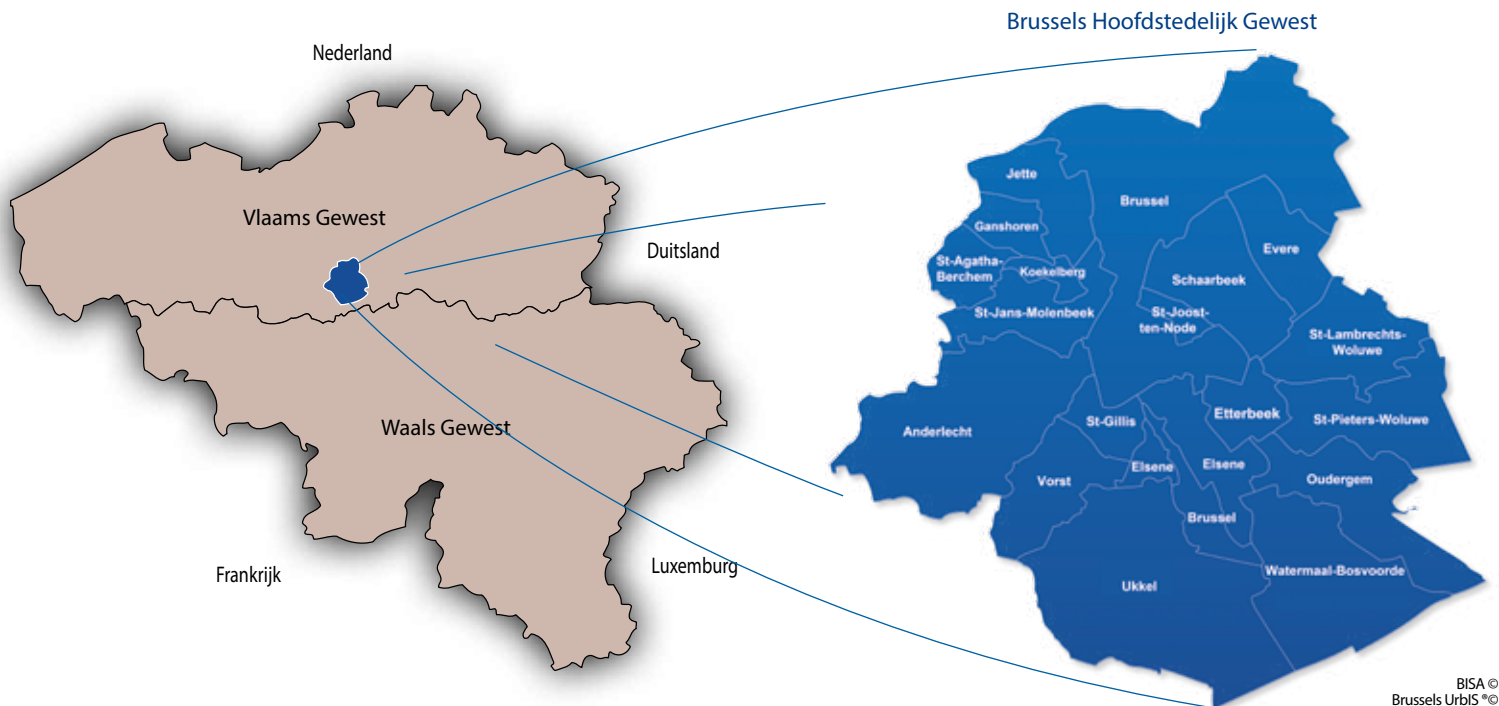 Brussels Hoofdstedelijk Gewest
Nederland
Vlaams Gewest
Duitsland
Waals Gewest
Frankrijk
Luxemburg
Jette
Brussel
Ganshoren
Evere
St-Agatha-
Berchem
Koekelberg
Schaarbeek
St-Jans-Molenbeek
St-Joost-
ten-Node
St-Lambrechts-
Woluwe
Anderlecht
St-Gillis
Etterbeek
St-Pieters-Woluwe
Elsene
Elsene
Vorst
Oudergem
Brussel
Ukkel
Watermaal-Bosvoorde
BISA ©
Brussels UrbIS ®©